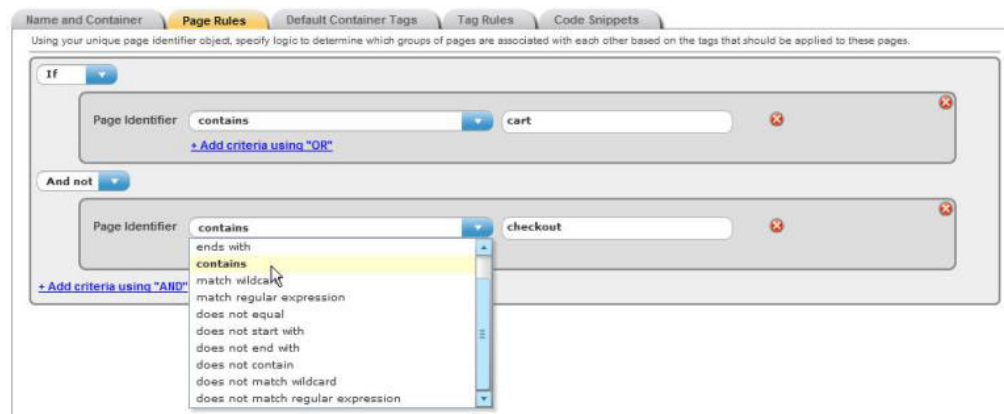 Name and Container Page Rules Default Container Tags Tag Rules Code Snippets
Using your unique page identifier object, specify logic to determine which groups of pages are associated with each other based on the tags that should be applied to these pages.
If
Page Identifier contains cart
+ Add criteria using "OR"
And not
Page Identifier contains checkout
ends with
contains
match wildcard
+ Add criteria using "AND"
match regular expression
does not equal
does not start with
does not end with
does not contain
does not match wildcard
does not match regular expression